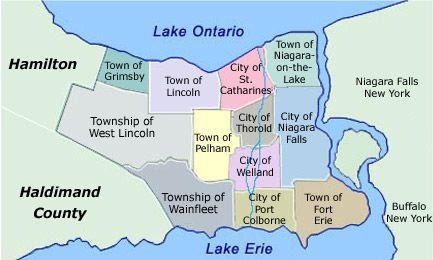 Lake Ontario
Hamilton
Town of
Grimsby
Town of
Lincoln
City of
St.
Catharines
Town of
Niagara-
on-the-
Lake
Niagara Falls
New York
Township of
West Lincoln
Town of
Pelham
City of
Thorold
City of
Niagara
Falls
City of
Welland
Haldimand
County
Township of
Wainfleet
City of
Port
Colborne
Town of
Fort
Erie
Buffalo
New York
Lake Erie